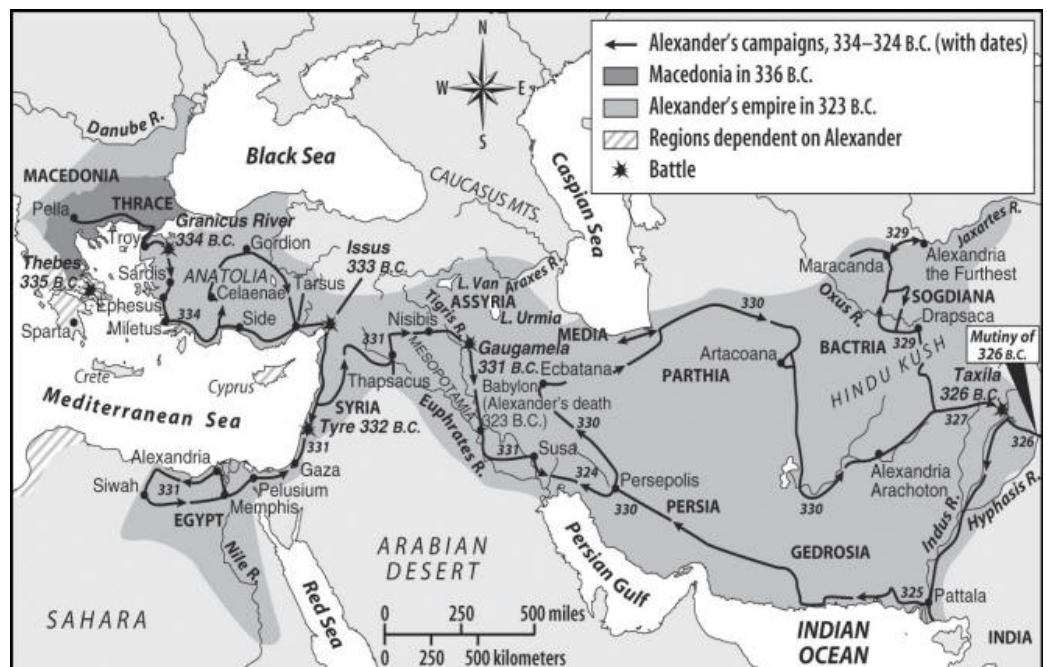 Alexander's campaigns, 334–324 B.C. (with dates)
Macedonia in 336 B.C.
Alexander's empire in 323 B.C.
Regions dependent on Alexander
Battle
N
W
E
S
Danube R.
Black Sea
CAUCASUS MTS.
Caspian Sea
MACEDONIA
Pella
THRACE
Granicus River
334 B.C.
Troy
Gordion
Issus
333 B.C.
Thebes
335 B.C.
Sardis
ANATOLIA
Celaenae
Tarsus
Ephesus
Miletus
334
Side
Sparta
Crete
Cyprus
Mediterranean Sea
L. Van
Araxes R.
ASSYRIA
L. Urmia
Tigris R.
Nisibis
331
MESOPOTAMIA
Gaugamela
331 B.C.
MEDIA
Ecbatana
Thapsacus
SYRIA
Euphrates R.
Babylon
(Alexander's death
323 B.C.)
Tyre 332 B.C.
331
Gaza
Alexandria
Siwah
331
Pelusium
Memphis
EGYPT
Nile R.
SAHARA
Red Sea
ARABIAN
DESERT
331
Susa
324
330
Persepolis
330
PERSIA
Persian Gulf
330
PARTHIA
Artacoana
330
Maracanda
329
Jaxartes R.
Alexandria
the Furthest
Oxus R.
SOGDIANA
Drapsaca
329
BACTRIA
HINDU KUSH
Mutiny of
326 B.C.
Taxila
326 B.C.
327
326
Alexandria
Arachoton
Indus R.
Hyphasis R.
GEDROSIA
325
Pattala
INDIAN
OCEAN
INDIA
0 250 500 miles
0 250 500 kilometers